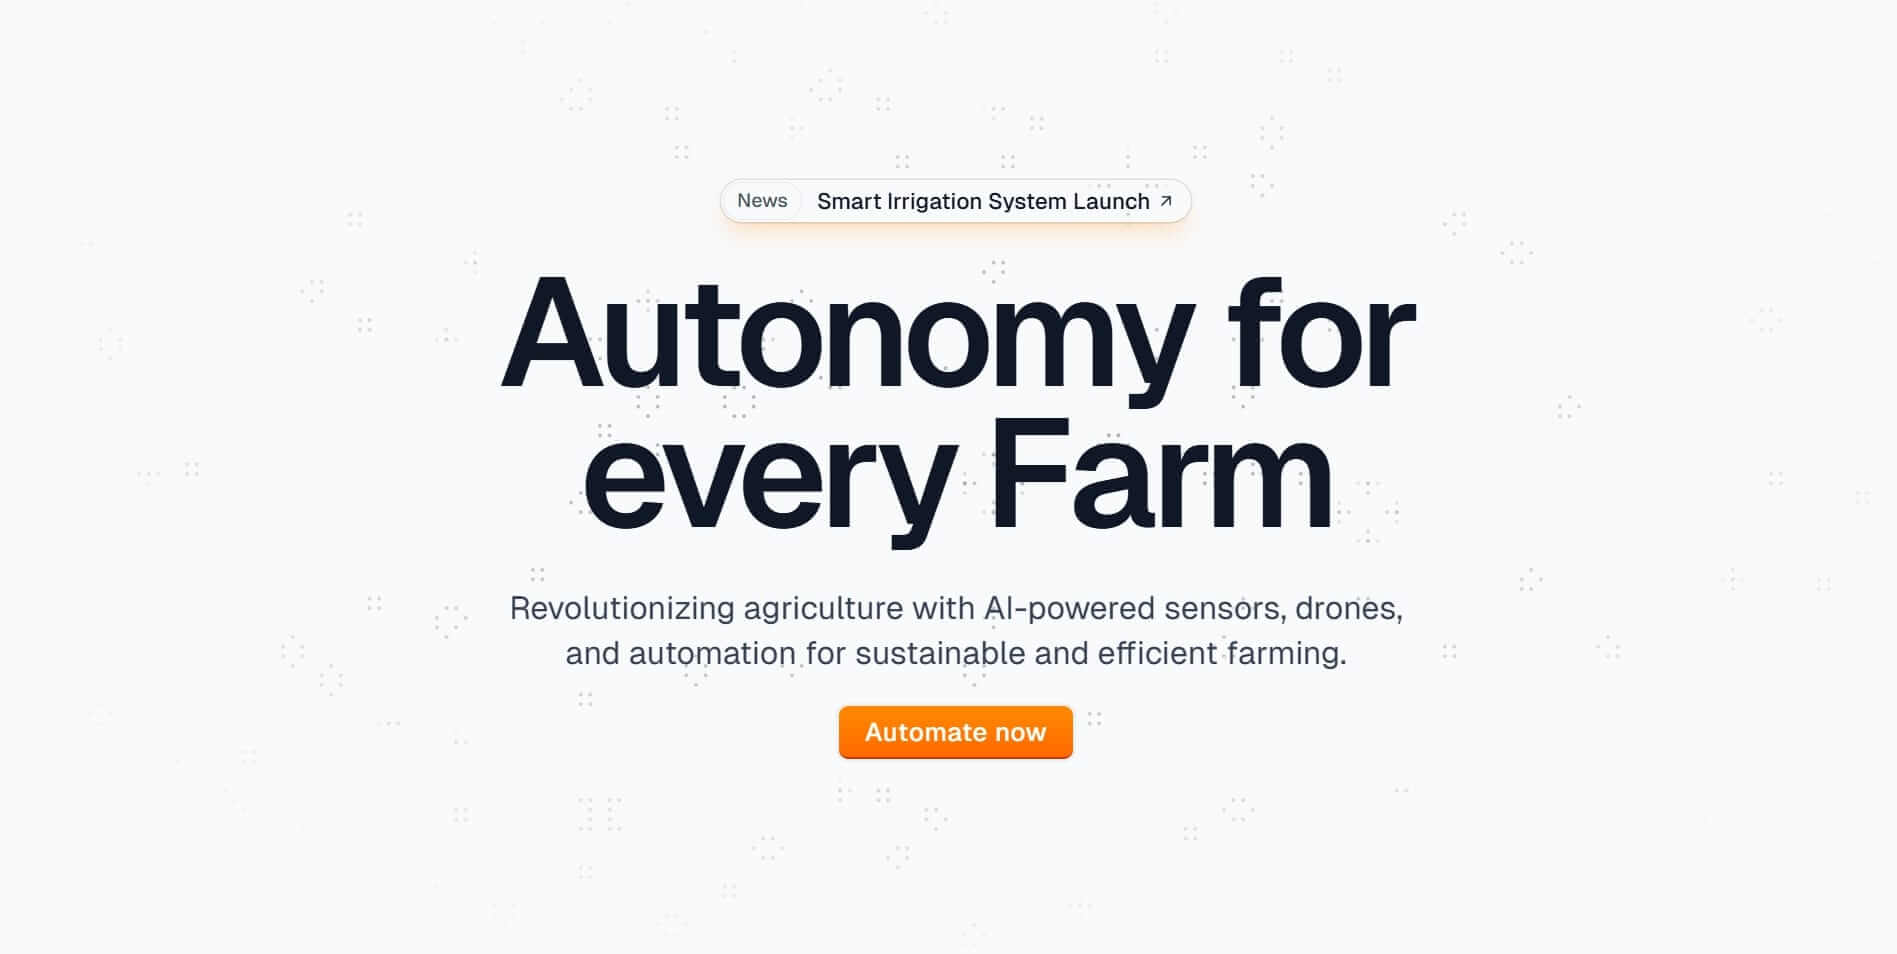 News Smart Irrigation System Launch ↗
Autonomy for
every Farm
Revolutionizing agriculture with AI-powered sensors, drones,
and automation for sustainable and efficient farming.
Automate now